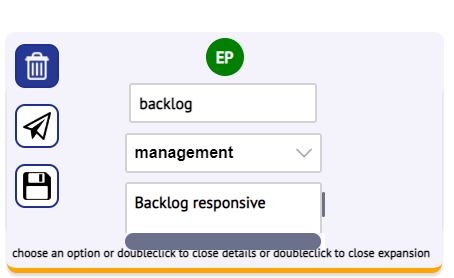 EP
backlog
management
Backlog responsive
choose an option or doubleclick to close details or doubleclick to close expansion